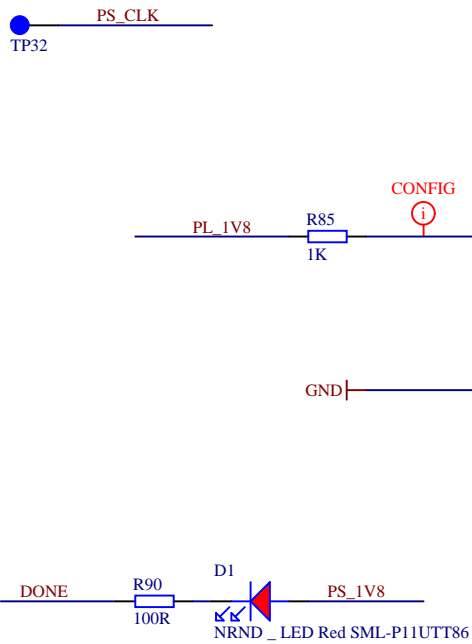 PS_CLK
TP32
CONFIG
i
PL_1V8
R85
1K
GND
D1
DONE
R90
PS_1V8
100R
NRND _ LED Red SML-P11UTT86